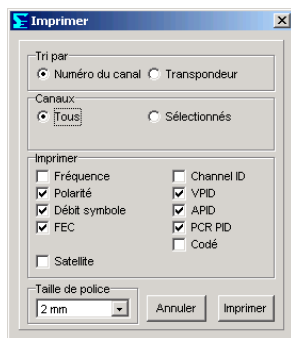 Imprimer
Tri par
Numéro du canal Transpondeur
Canaux
Tous Sélectionnés
Imprimer
Fréquence Channel ID
Polarité VPID
Débit symbole APID
FEC PCR PID
Codé
Satellite
Taille de police
2 mm Annuler Imprimer